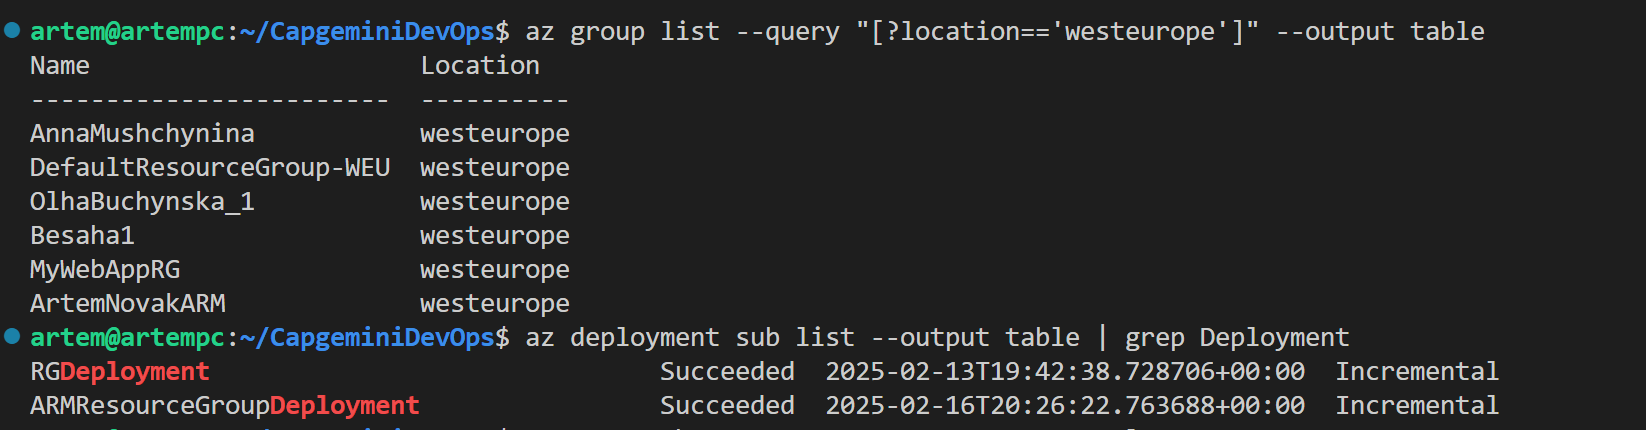 artem@artempc:~/CapgeminiDevOps$ az group list --query "[?location=='westeurope']" --output table
Name                      Location
------------------------  ----------
AnnaMushchynina           westeurope
DefaultResourceGroup-WEU  westeurope
OlhaBuchynska_1           westeurope
Besaha1                   westeurope
MyWebAppRG                westeurope
ArtemNovakARM             westeurope
artem@artempc:~/CapgeminiDevOps$ az deployment sub list --output table | grep Deployment
RGDeployment                              Succeeded  2025-02-13T19:42:38.728706+00:00  Incremental
ARMResourceGroupDeployment                Succeeded  2025-02-16T20:26:22.763688+00:00  Incremental